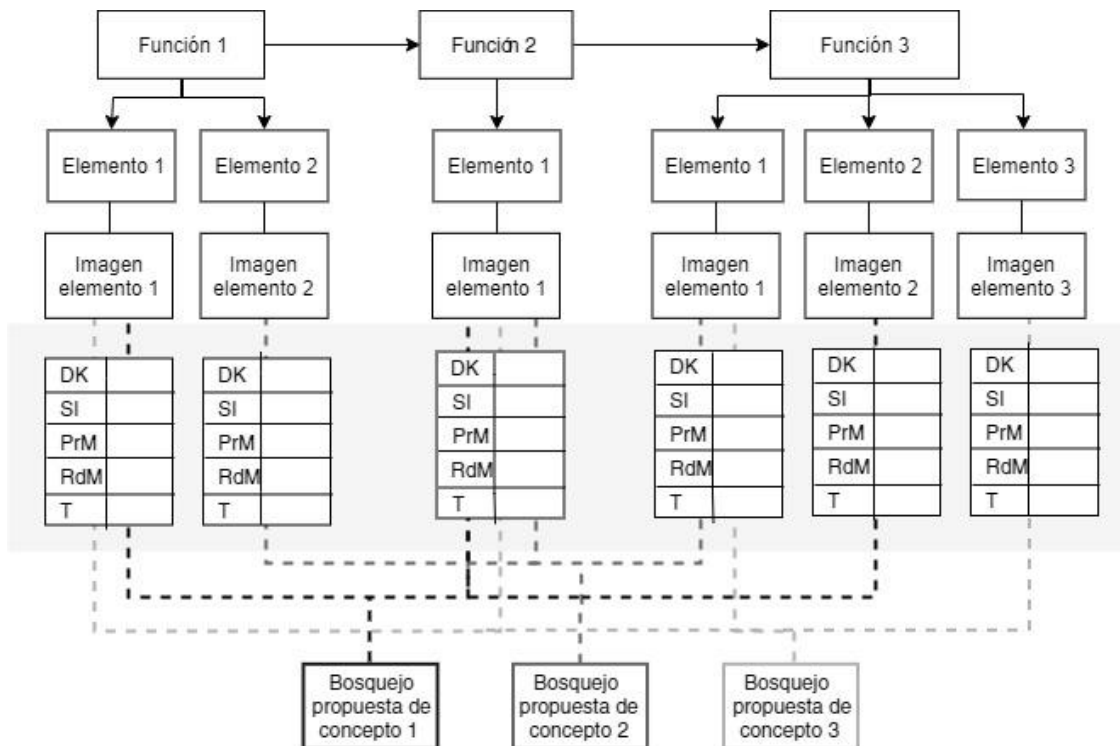 Función 1
Función 2
Función 3
Elemento 1
Elemento 2
Elemento 1
Elemento 1
Elemento 2
Elemento 3
Imagen
elemento 1
Imagen
elemento 2
Imagen
elemento 1
Imagen
elemento 1
Imagen
elemento 2
Imagen
elemento 3
DK
SI
PrM
RdM
T
DK
SI
PrM
RdM
T
DK
SI
PrM
RdM
T
DK
SI
PrM
RdM
T
DK
SI
PrM
RdM
T
DK
SI
PrM
RdM
T
Bosquejo
propuesta de
concepto 1
Bosquejo
propuesta de
concepto 2
Bosquejo
propuesta de
concepto 3